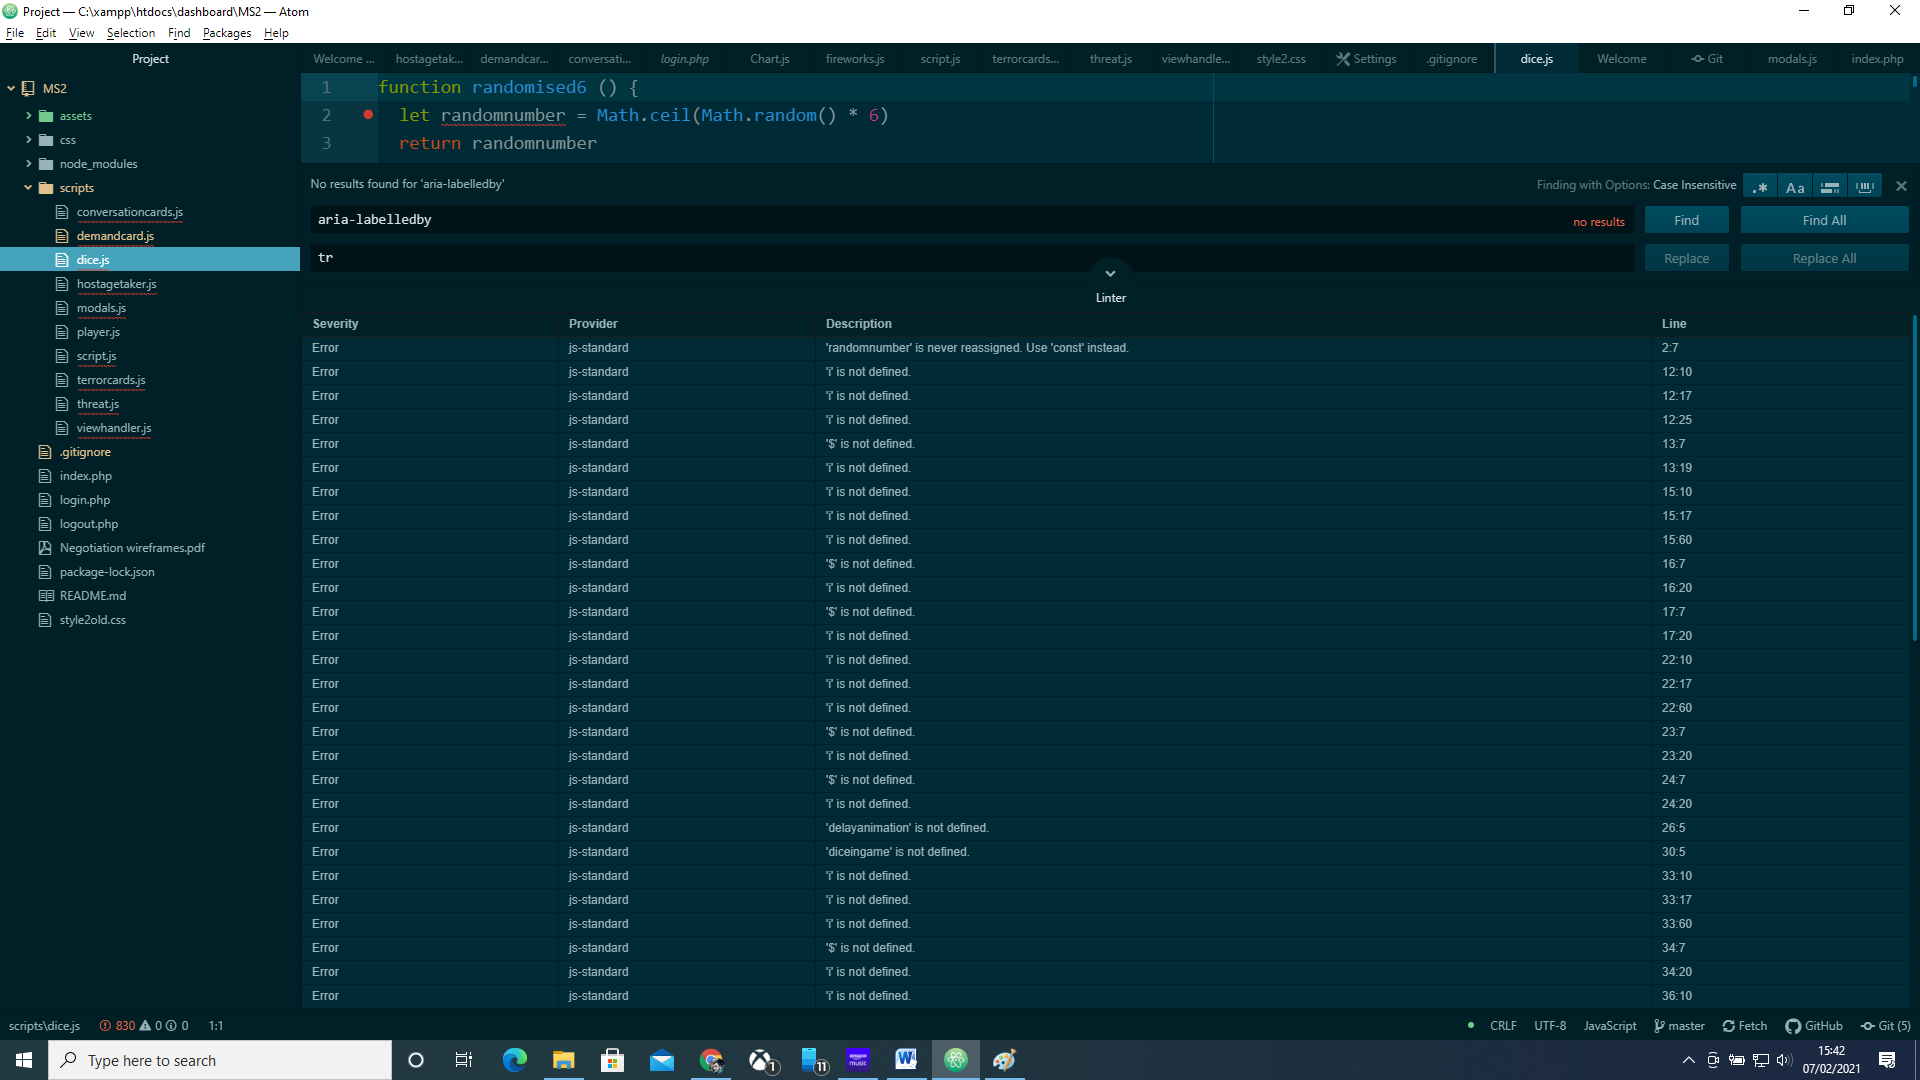 Project — C:\xampp\htdocs\dashboard\MS2 — Atom
File Edit View Selection Find Packages Help
Project
Welcome ... hostagetak... demandcar... conversati... login.php Chart.js fireworks.js script.js terrorcards... threat.js viewhandle... style2.css Settings .gitignore dice.js Welcome Git modals.js index.php
MS2
assets
css
node_modules
scripts
conversationcards.js
demandcard.js
dice.js
hostagetaker.js
modals.js
player.js
script.js
terrorcards.js
threat.js
viewhandler.js
.gitignore
index.php
login.php
logout.php
Negotiation wireframes.pdf
package-lock.json
README.md
style2old.css
1 function randomised6 () {
2 let randomnumber = Math.ceil(Math.random() * 6)
3 return randomnumber
No results found for 'aria-labelledby' Finding with Options: Case Insensitive .* Aa
aria-labelledby no results Find Find All
tr Replace Replace All
Linter
Severity Provider Description Line
Error js-standard 'randomnumber' is never reassigned. Use 'const' instead. 2:7
Error js-standard 'i' is not defined. 12:10
Error js-standard 'i' is not defined. 12:17
Error js-standard 'i' is not defined. 12:25
Error js-standard '$' is not defined. 13:7
Error js-standard 'i' is not defined. 13:19
Error js-standard 'i' is not defined. 15:10
Error js-standard 'i' is not defined. 15:17
Error js-standard 'i' is not defined. 15:60
Error js-standard '$' is not defined. 16:7
Error js-standard 'i' is not defined. 16:20
Error js-standard '$' is not defined. 17:7
Error js-standard 'i' is not defined. 17:20
Error js-standard 'i' is not defined. 22:10
Error js-standard 'i' is not defined. 22:17
Error js-standard 'i' is not defined. 22:60
Error js-standard '$' is not defined. 23:7
Error js-standard 'i' is not defined. 23:20
Error js-standard '$' is not defined. 24:7
Error js-standard 'i' is not defined. 24:20
Error js-standard 'delayanimation' is not defined. 26:5
Error js-standard 'diceingame' is not defined. 30:5
Error js-standard 'i' is not defined. 33:10
Error js-standard 'i' is not defined. 33:17
Error js-standard 'i' is not defined. 33:60
Error js-standard '$' is not defined. 34:7
Error js-standard 'i' is not defined. 34:20
Error js-standard 'i' is not defined. 36:10
scripts\dice.js 830 0 0 1:1 CRLF UTF-8 JavaScript master Fetch GitHub Git (5)
Type here to search 1 11 amazon music W 15:42
07/02/2021